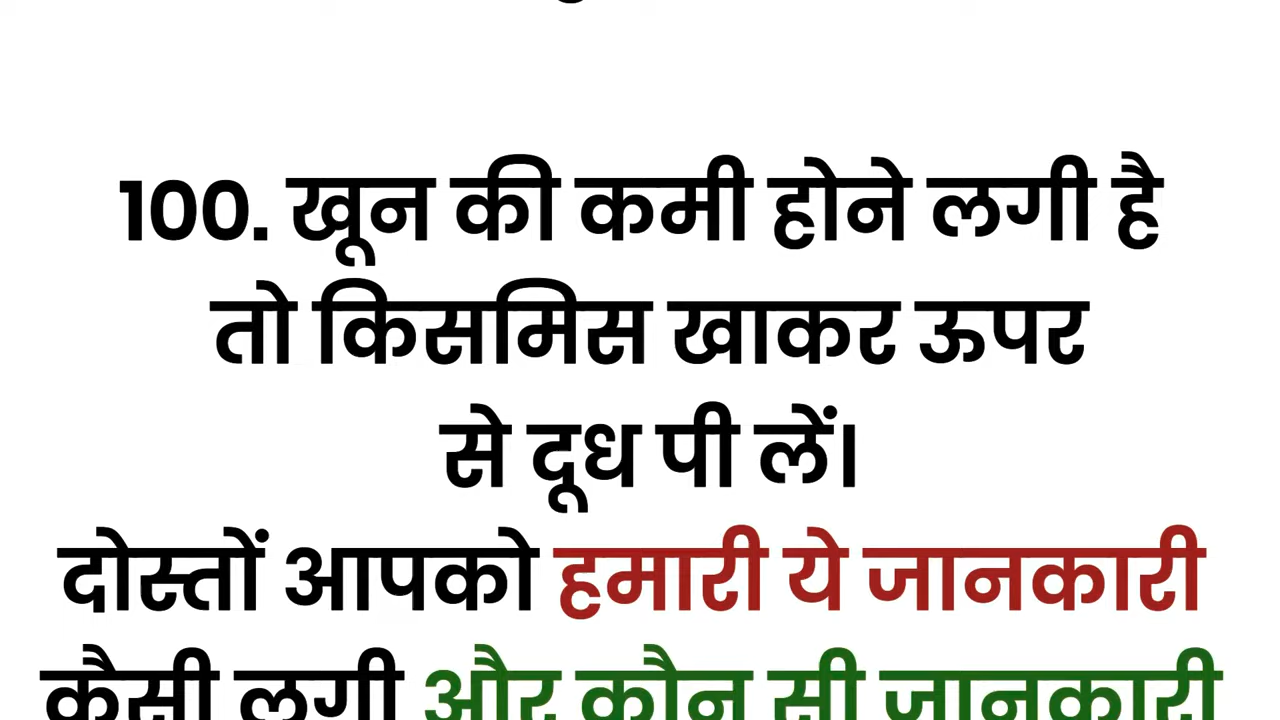 100. खून की कमी होने लगी है
तो किसमिस खाकर ऊपर
से दूध पी लें।
दोस्तों आपको हमारी ये जानकारी
कैसी लगी और कौन सी जानकारी